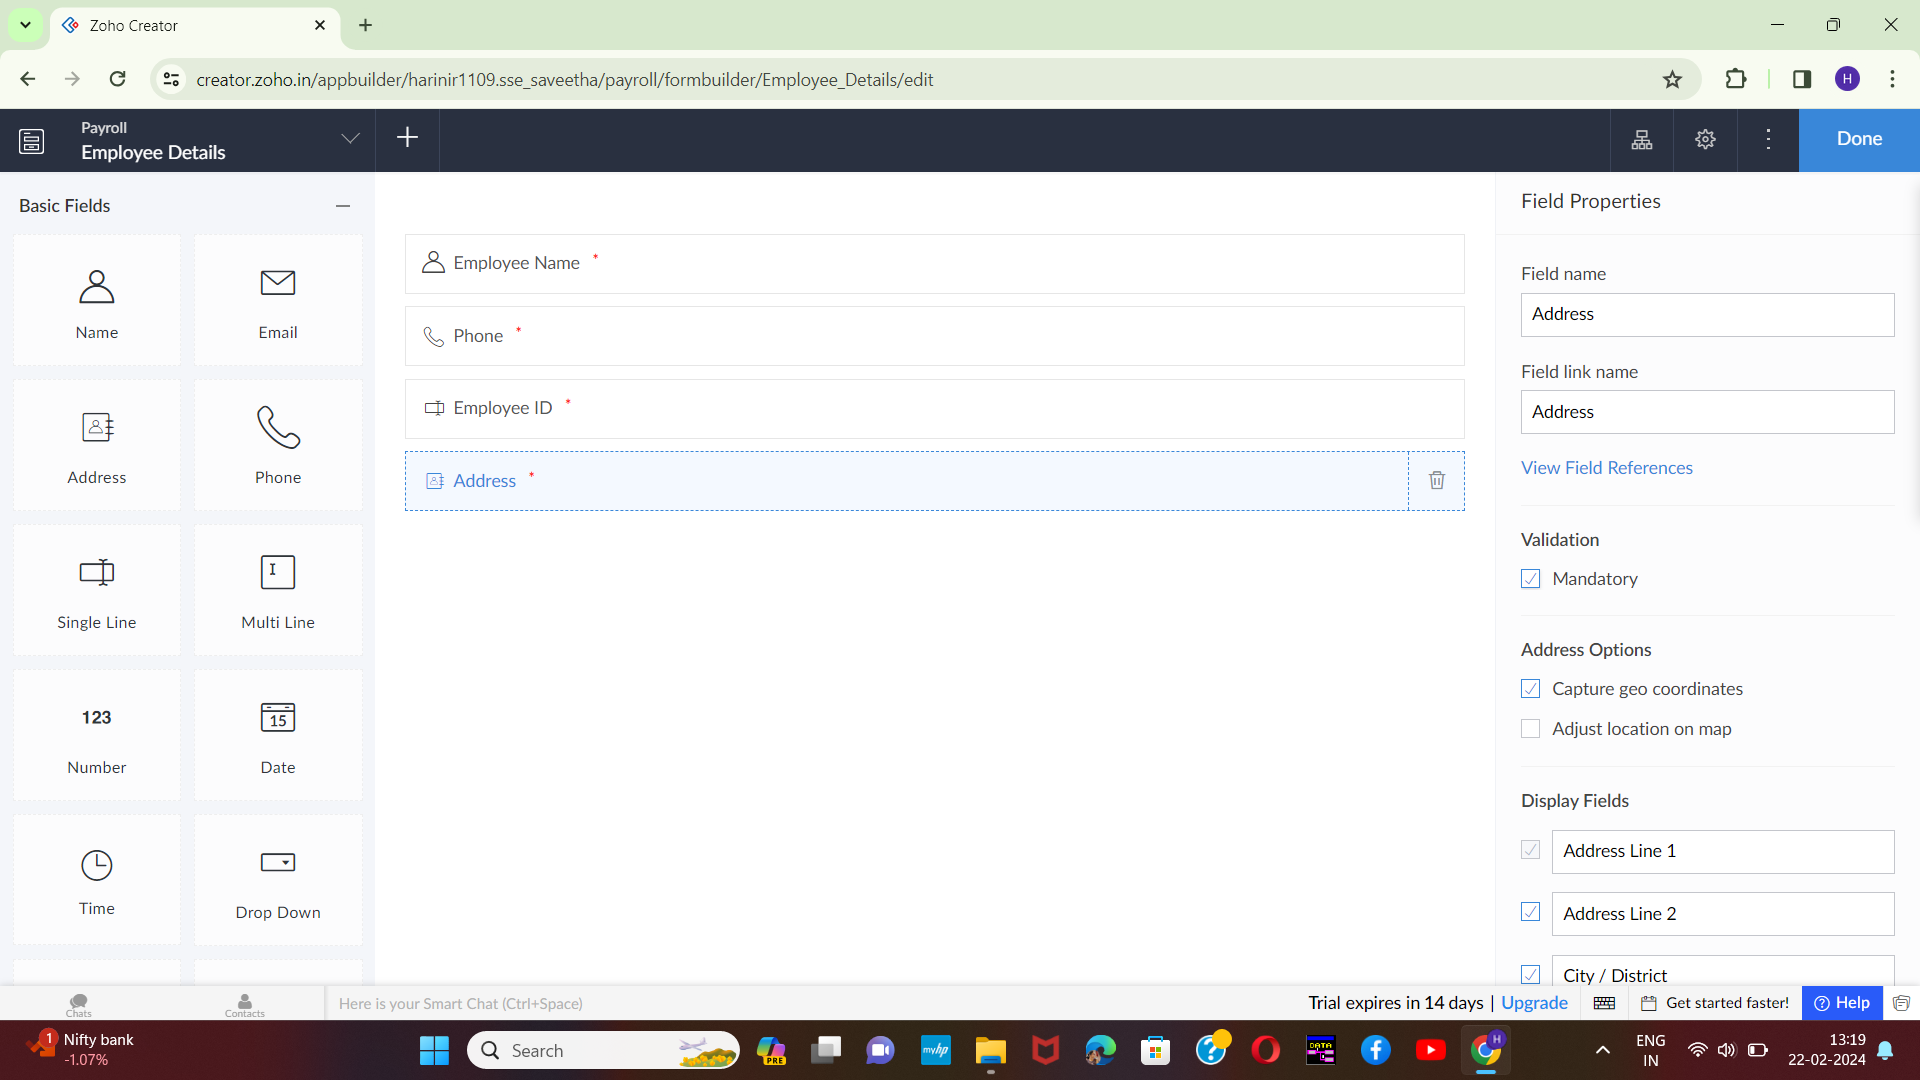 Zoho Creator
creator.zoho.in/appbuilder/harinir1109.sse_saveetha/payroll/formbuilder/Employee_Details/edit
H
Payroll
Employee Details
Done
Basic Fields
Name
Email
Address
Phone
Single Line
Multi Line
123
Number
15
Date
Time
Drop Down
Employee Name *
Phone *
Employee ID *
Address *
Field Properties
Field name
Address
Field link name
Address
View Field References
Validation
Mandatory
Address Options
Capture geo coordinates
Adjust location on map
Display Fields
Address Line 1
Address Line 2
City / District
Chats
Contacts
Here is your Smart Chat (Ctrl+Space)
Trial expires in 14 days | Upgrade
Get started faster!
Help
1
Nifty bank
-1.07%
Search
PRE
myhp
DATA
H
ENG
IN
13:19
22-02-2024